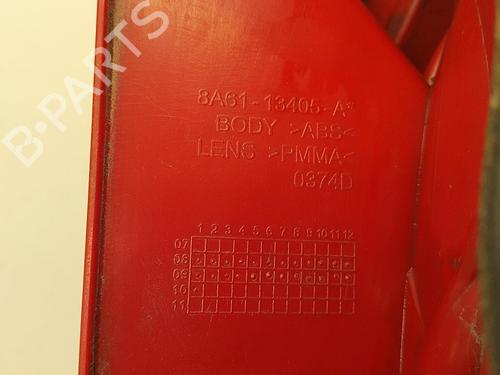 B-PARTS
8A61-13405-A*
BODY >ABS<
LENS >PMMA<
0374D
1 2 3 4 5 6 7 8 9 10 11 12
07
08
09
10
11